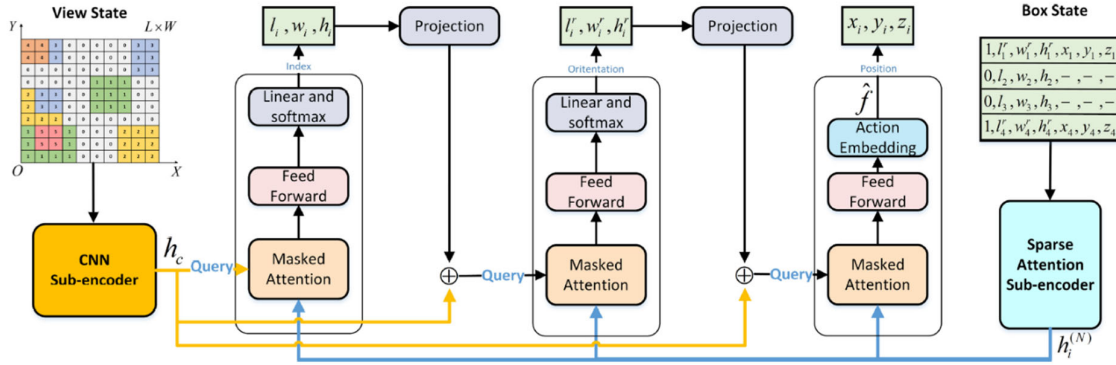 View State
Y
L×W
O
X
CNN
Sub-encoder
h_c
Query
l_i, w_i, h_i
Index
Linear and
softmax
Feed
Forward
Masked
Attention
Projection
⊕
Query
l_i^r, w_i^r, h_i^r
Oritentation
Linear and
softmax
Feed
Forward
Masked
Attention
Projection
⊕
Query
x_i, y_i, z_i
Position
f̂
Action
Embedding
Feed
Forward
Masked
Attention
Box State
1, l_1^r, w_1^r, h_1^r, x_1, y_1, z_1
0, l_2, w_2, h_2, −, −, −
0, l_3, w_3, h_3, −, −, −
1, l_4^r, w_4^r, h_4^r, x_4, y_4, z_4
Sparse
Attention
Sub-encoder
h_i^(N)